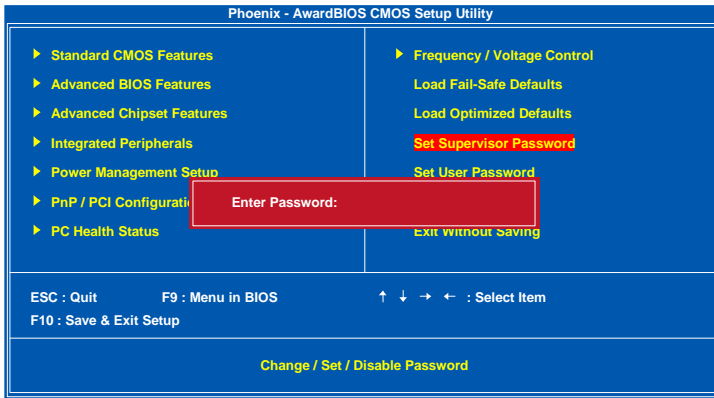 Phoenix - AwardBIOS CMOS Setup Utility
Standard CMOS Features
Advanced BIOS Features
Advanced Chipset Features
Integrated Peripherals
Power Management Setup
PnP / PCI
PC Health Status
Frequency / Voltage Control
Load Fail-Safe Defaults
Load Optimized Defaults
Set Supervisor Password
Set User Password
Exit Without Saving
Enter Password:
ESC : Quit F9 : Menu in BIOS ↑ ↓ → ← : Select Item
F10 : Save & Exit Setup
Change / Set / Disable Password